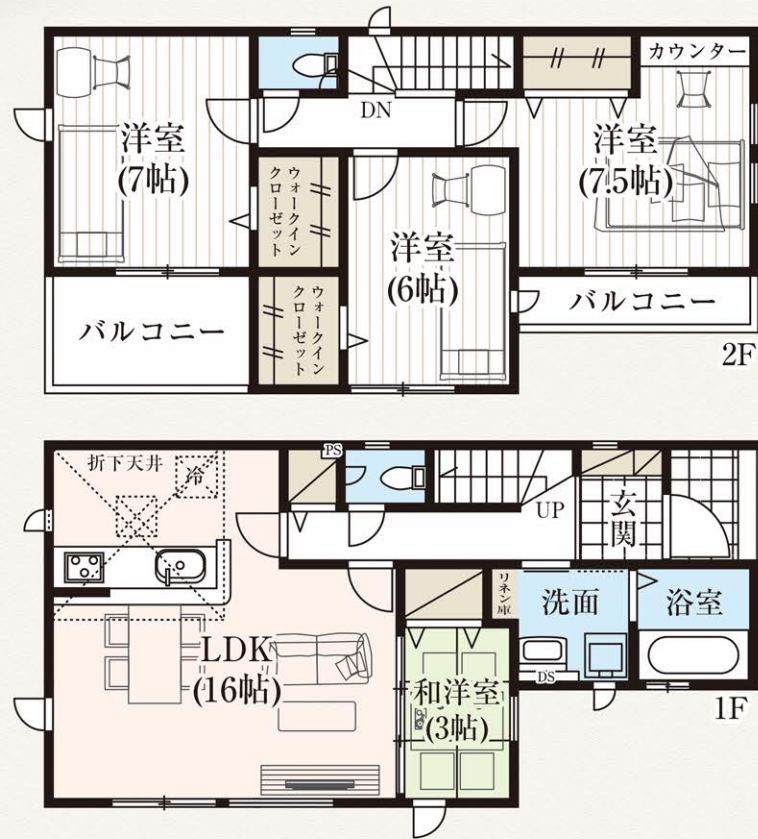 DN
カウンター
洋室
(7帖)
ウォークイン
クローゼット
洋室
(7.5帖)
洋室
(6帖)
ウォークイン
クローゼット
バルコニー
バルコニー
2F
折下天井
冷
PS
UP
玄関
リネン庫
洗面
浴室
LDK
(16帖)
DS
和洋室
(3帖)
1F